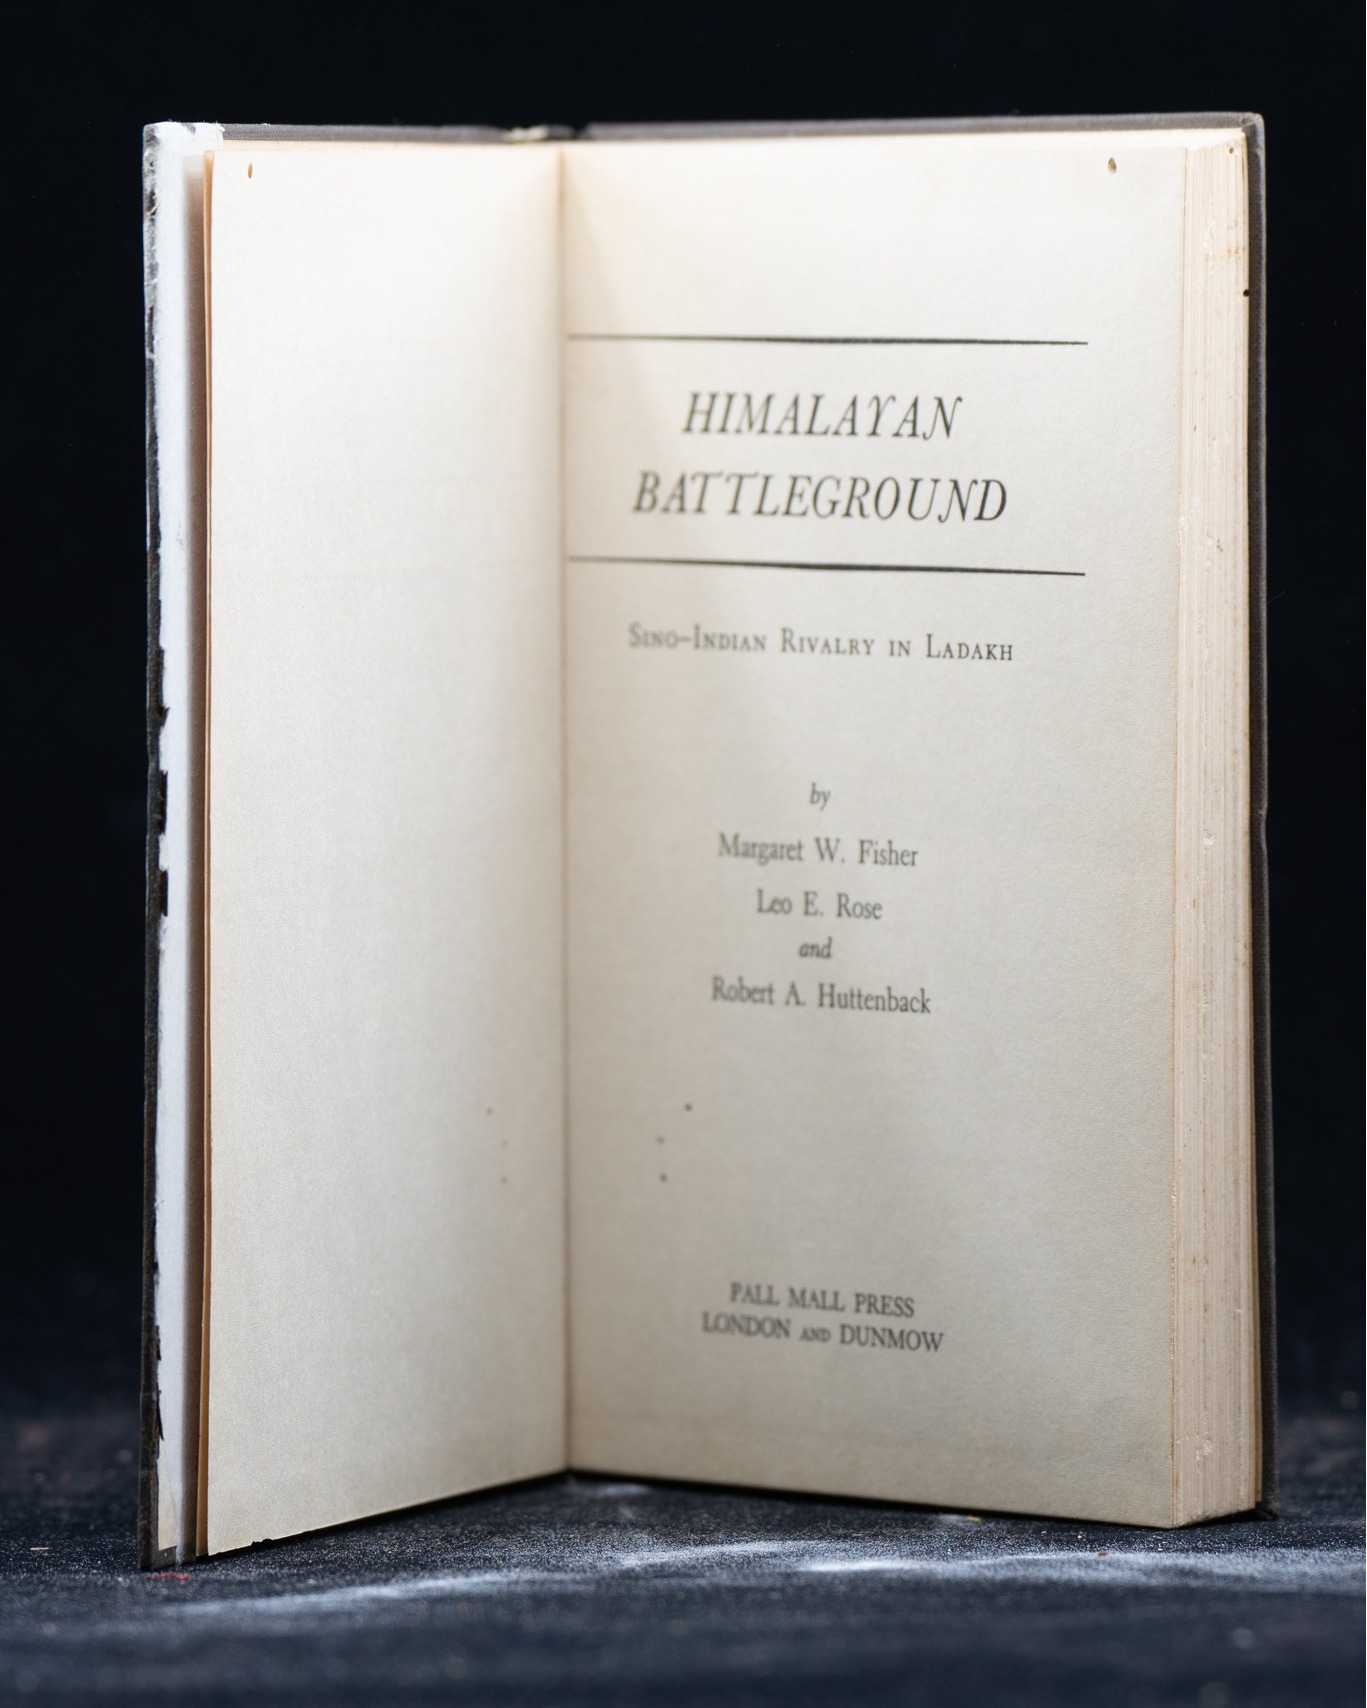 HIMALAYAN
BATTLEGROUND
Sino-Indian Rivalry in Ladakh
by
Margaret W. Fisher
Leo E. Rose
and
Robert A. Huttenback
PALL MALL PRESS
LONDON AND DUNMOW